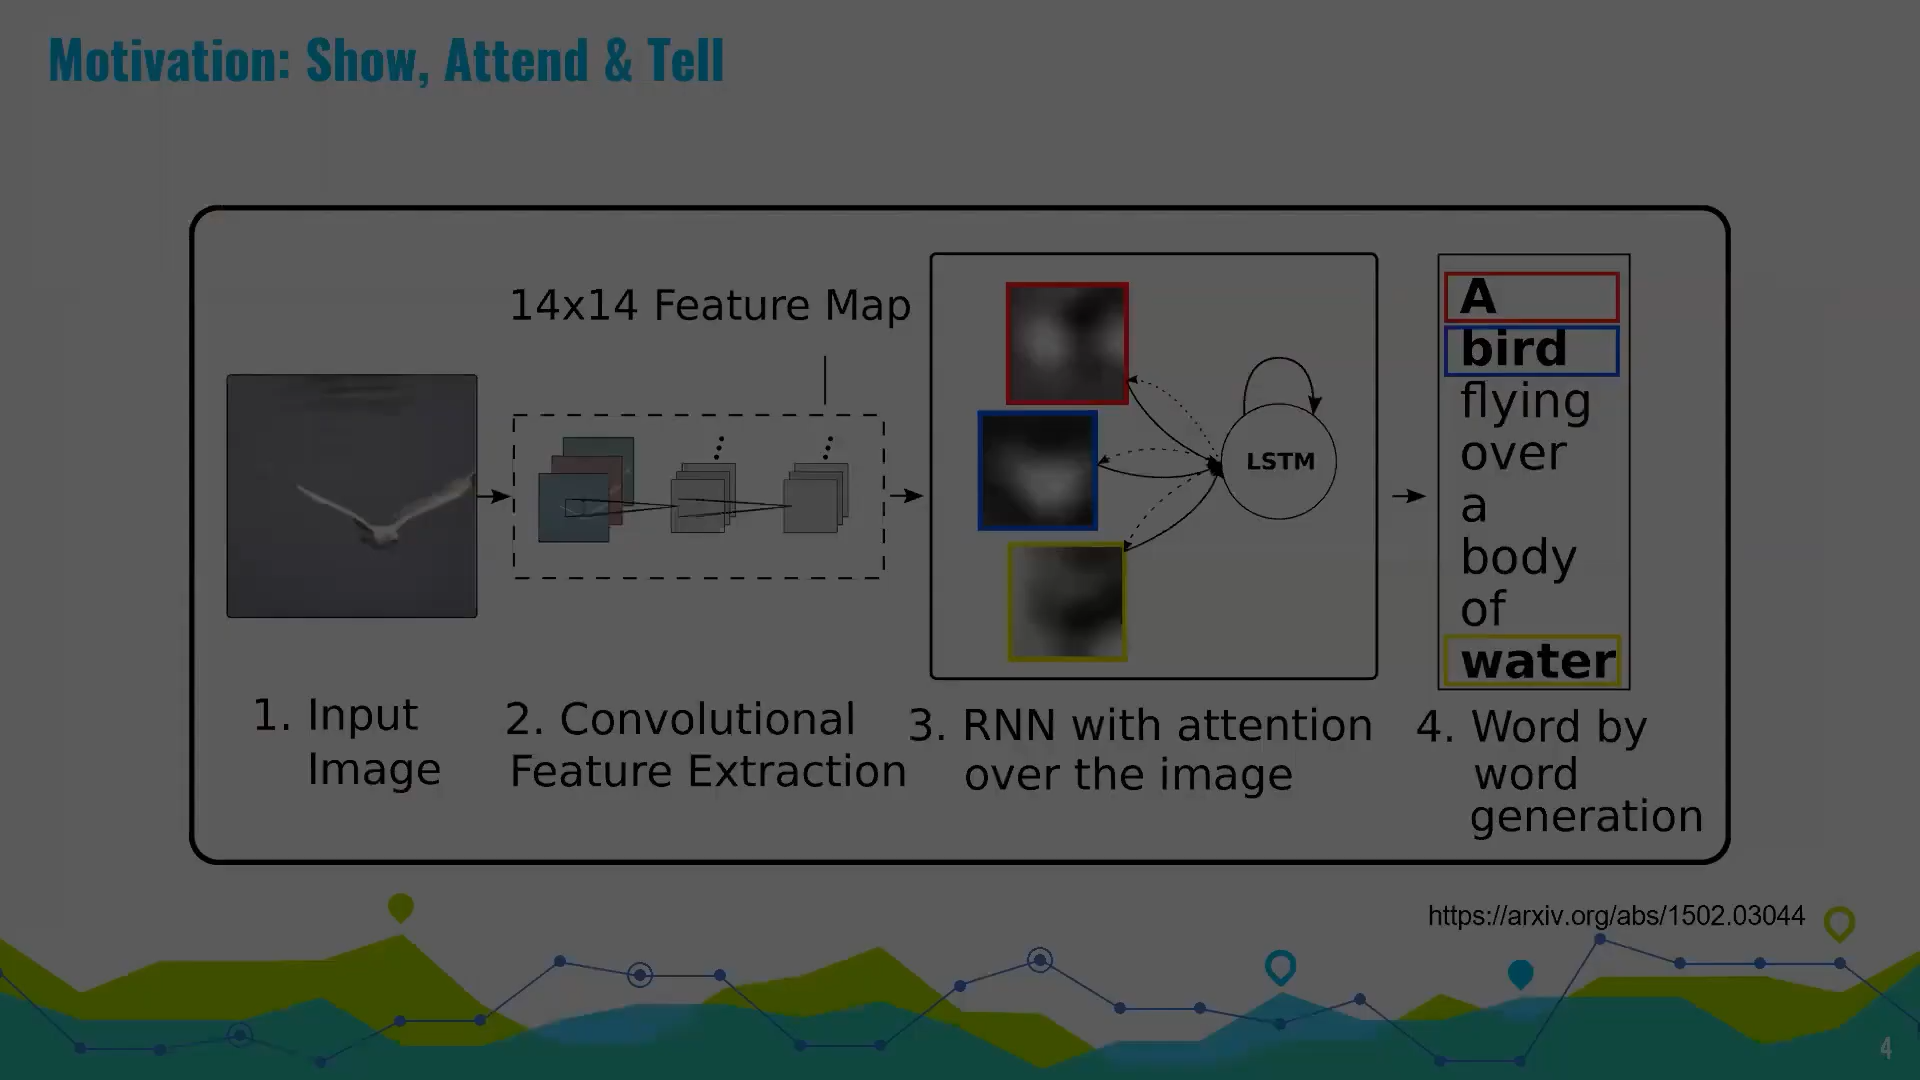 Motivation: Show, Attend & Tell
14x14 Feature Map
LSTM
A
bird
flying
over
a
body
of
water
1. Input
Image
2. Convolutional
Feature Extraction
3. RNN with attention
over the image
4. Word by
word
generation
https://arxiv.org/abs/1502.03044
4